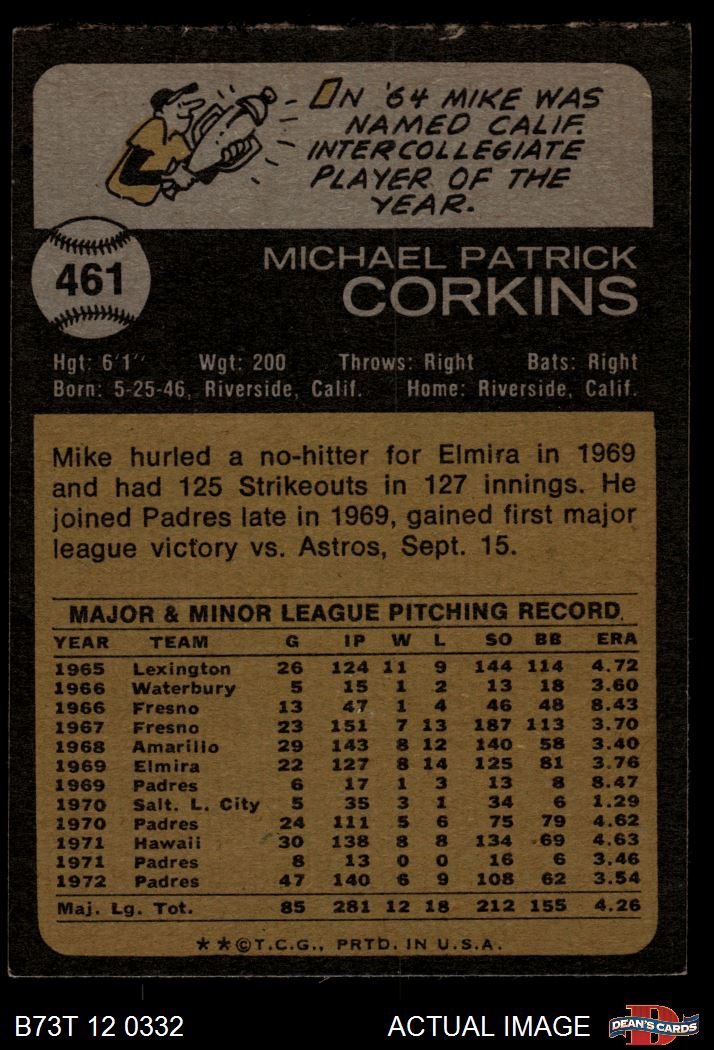 IN '64 MIKE WAS
NAMED CALIF.
INTERCOLLEGIATE
PLAYER OF THE
YEAR.
461
MICHAEL PATRICK
CORKINS
Hgt: 6'1" Wgt: 200 Throws: Right Bats: Right
Born: 5-25-46, Riverside, Calif. Home: Riverside, Calif.
Mike hurled a no-hitter for Elmira in 1969
and had 125 Strikeouts in 127 innings. He
joined Padres late in 1969, gained first major
league victory vs. Astros, Sept. 15.
MAJOR & MINOR LEAGUE PITCHING RECORD
YEAR TEAM G IP W L SO BB ERA
1965 Lexington 26 124 11 9 144 114 4.72
1966 Waterbury 5 15 1 2 13 18 3.60
1966 Fresno 13 47 1 4 46 48 8.43
1967 Fresno 23 151 7 13 187 113 3.70
1968 Amarillo 29 143 8 12 140 58 3.40
1969 Elmira 22 127 8 14 125 81 3.76
1969 Padres 6 17 1 3 13 8 8.47
1970 Salt. L. City 5 35 3 1 34 6 1.29
1970 Padres 24 111 5 6 75 79 4.62
1971 Hawaii 30 138 8 8 134 69 4.63
1971 Padres 8 13 0 0 16 6 3.46
1972 Padres 47 140 6 9 108 62 3.54
Maj. Lg. Tot. 85 281 12 18 212 155 4.26
**©T.C.G., PRTD. IN U.S.A.
B73T 12 0332 ACTUAL IMAGE DEAN'S CARDS